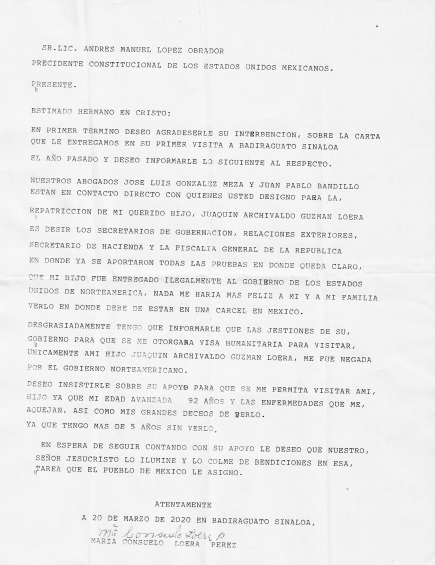 SR.LIC. ANDRES MANUEL LOPEZ OBRADOR
PRECIDENTE CONSTITUCIONAL DE LOS ESTADOS UNIDOS MEXICANOS.
PRESENTE.
ESTIMADO HERMANO EN CRISTO:
EN PRIMER TERMINO DESEO AGRADESERLE SU INTERBENCION, SOBRE LA CARTA
QUE LE ENTREGAMOS EN SU PRIMER VISITA A BADIRAGUATO SINALOA
EL AÑO PASADO Y DESEO INFORMARLE LO SIGUIENTE AL RESPECTO.
NUESTROS ABOGADOS JOSE LUIS GONZALEZ MEZA Y JUAN PABLO BANDILLO
ESTAN EN CONTACTO DIRECTO CON QUIENES USTED DESIGNO PARA LA,
REPATRICCION DE MI QUERIDO HIJO, JUAQUIN ARCHIVALDO GUZMAN LOERA
ES DESIR LOS SECRETARIOS DE GOBERNACION, RELACIONES EXTERIORES,
SECRETARIO DE HACIENDA Y LA FISCALIA GENERAL DE LA REPUBLICA
EN DONDE YA SE APORTARON TODAS LAS PRUEBAS EN DONDE QUEDA CLARO,
QUE MI HIJO FUE ENTREGADO ILEGALMENTE AL GOBIERNO DE LOS ESTADOS
UNIDOS DE NORTEAMERICA, NADA ME HARIA MAS FELIZ A MI Y A MI FAMILIA
VERLO EN DONDE DEBE DE ESTAR EN UNA CARCEL EN MEXICO.
DESGRASIADAMENTE TENGO QUE INFORMARLE QUE LAS JESTIONES DE SU,
GOBIERNO PARA QUE SE ME OTORGARA VISA HUMANITARIA PARA VISITAR,
UNICAMENTE AMI HIJO JUAQUIN ARCHIVALDO GUZMAN LOERA, ME FUE NEGADA
POR EL GOBIERNO NORTEAMERICANO.
DESEO INSISTIRLE SOBRE SU APOYO PARA QUE SE ME PERMITA VISITAR AMI,
HIJO YA QUE MI EDAD AVANZADA 92 AÑOS Y LAS ENFERMEDADES QUE ME,
AQUEJAN, ASI COMO MIS GRANDES DECEOS DE VERLO.
YA QUE TENGO MAS DE 5 AÑOS SIN VERLO.
EN ESPERA DE SEGUIR CONTANDO CON SU APOYO LE DESEO QUE NUESTRO,
SEÑOR JESUCRISTO LO ILUMINE Y LO COLME DE BENDICIONES EN ESA,
TAREA QUE EL PUEBLO DE MEXICO LE ASIGNO.
ATENTAMENTE
A 20 DE MARZO DE 2020 EN BADIRAGUATO SINALOA,
Ma Consuelo Loera P
MARIA CONSUELO LOERA PEREZ